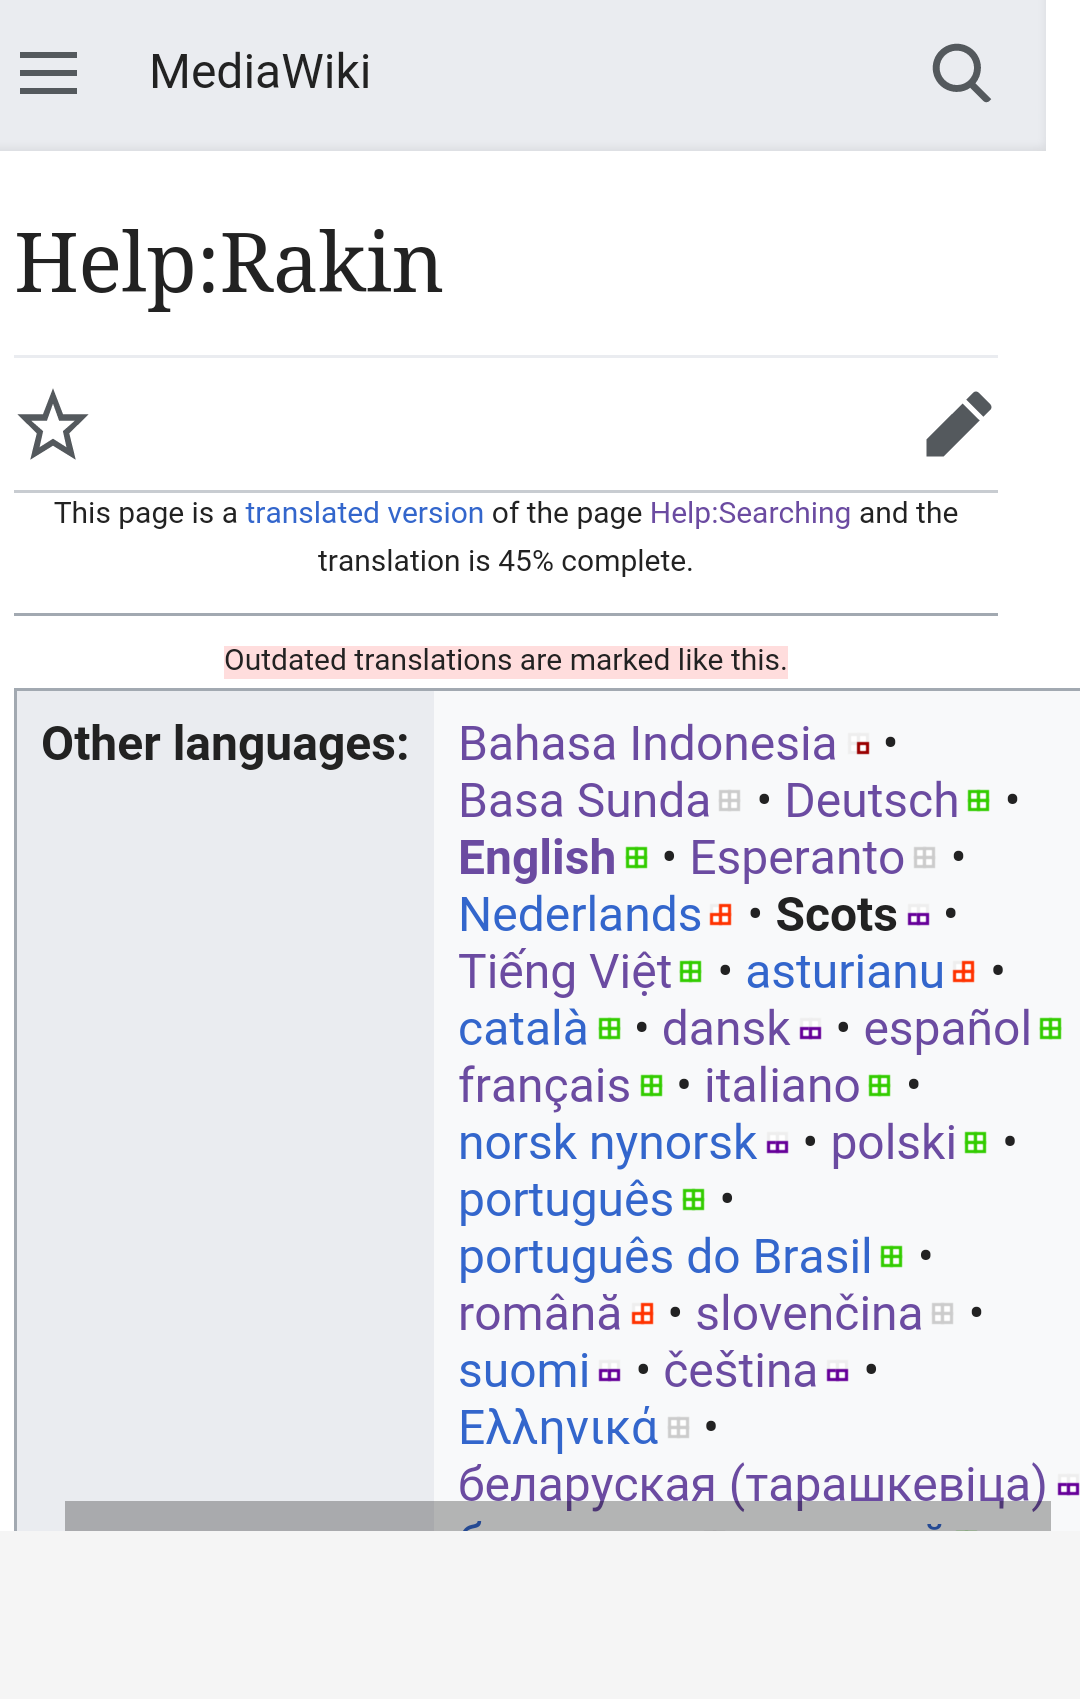 MediaWiki
Help:Rakin
This page is a translated version of the page Help:Searching and the
translation is 45% complete.
Outdated translations are marked like this.
Other languages:
Bahasa Indonesia •
Basa Sunda • Deutsch •
English • Esperanto •
Nederlands • Scots •
Tiếng Việt • asturianu •
català • dansk • español
français • italiano •
norsk nynorsk • polski •
português •
português do Brasil •
română • slovenčina •
suomi • čeština •
Ελληνικά •
беларуская (тарашкевіца)